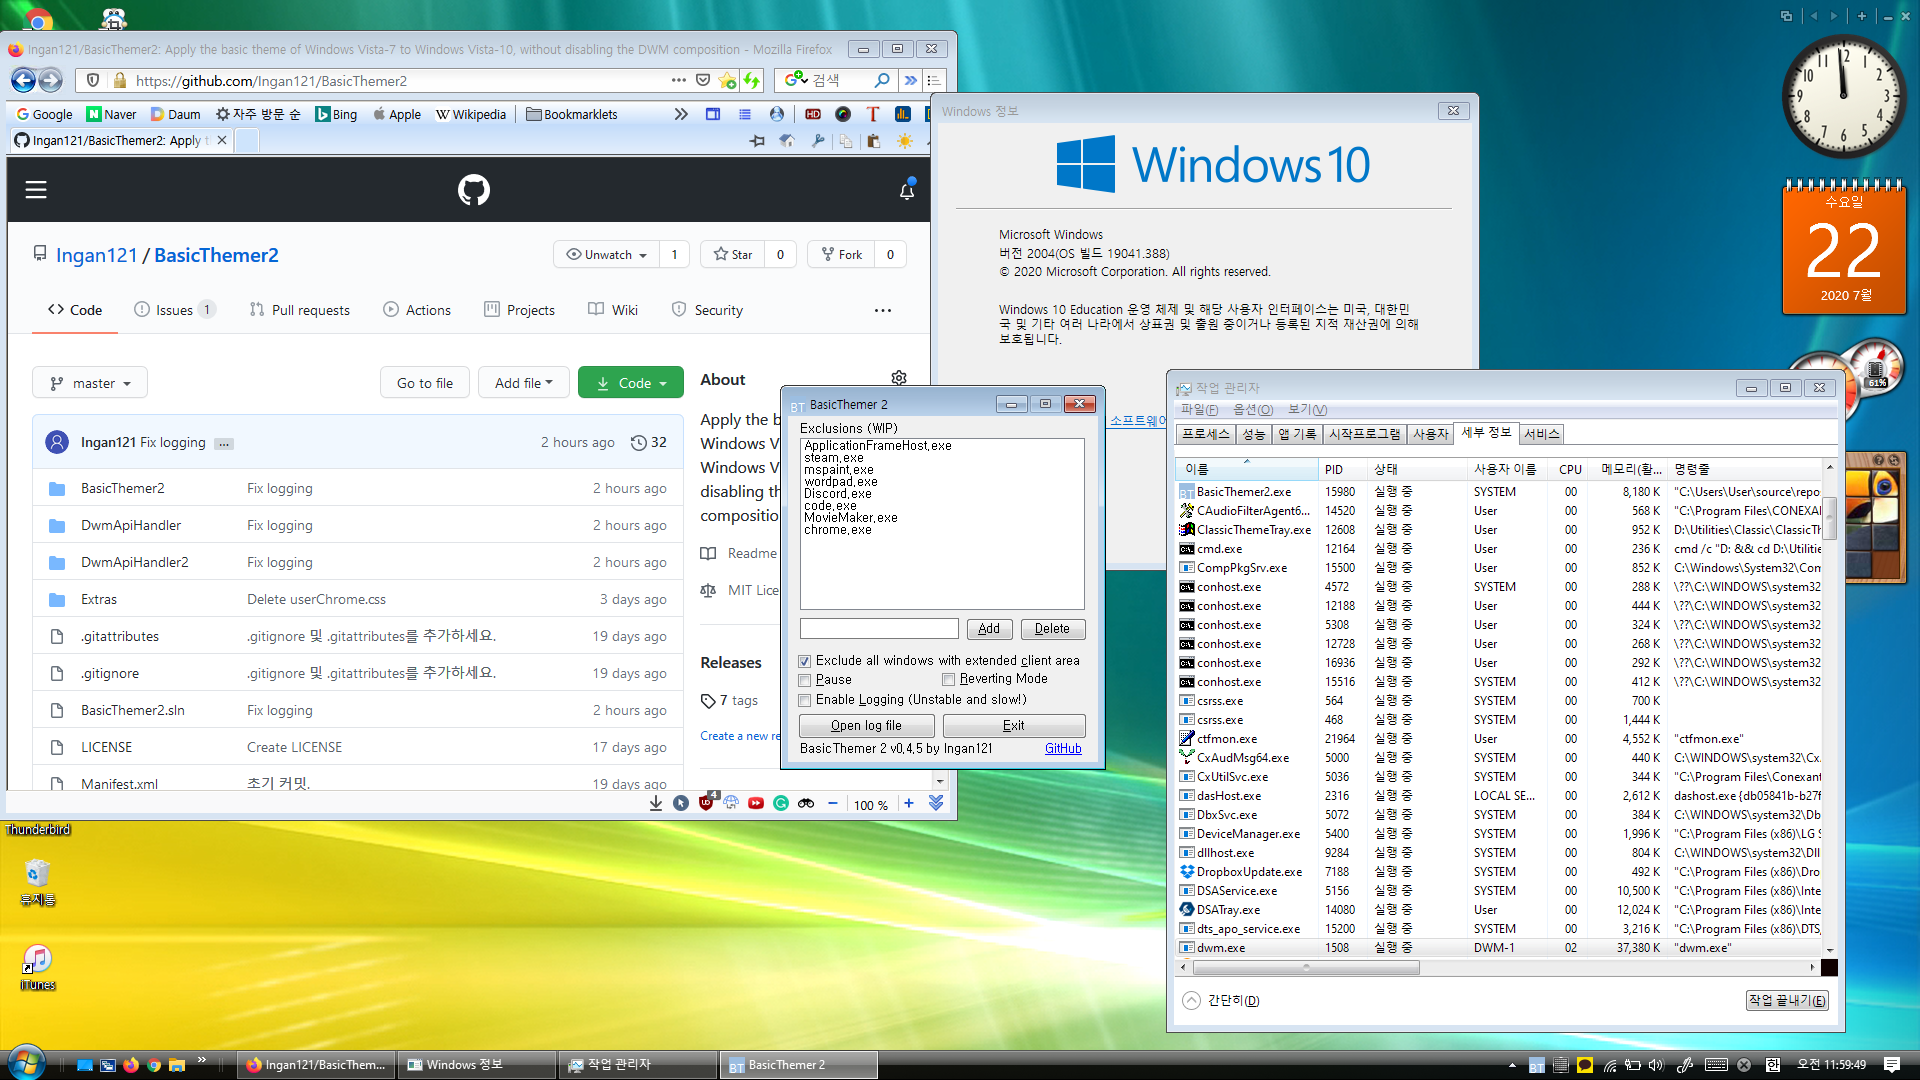 Ingan121/BasicThemer2: Apply the basic theme of Windows Vista-7 to Windows Vista-10, without disabling the DWM composition - Mozilla Firefox
https://github.com/Ingan121/BasicThemer2
검색
Google
Naver
Daum
자주 방문 순
Bing
Apple
Wikipedia
Bookmarklets
Ingan121/BasicThemer2: Apply t
Ingan121 / BasicThemer2
Unwatch 1
Star 0
Fork 0
Code
Issues 1
Pull requests
Actions
Projects
Wiki
Security
master
Go to file
Add file
Code
Ingan121 Fix logging ... 2 hours ago 32
BasicThemer2 Fix logging 2 hours ago
DwmApiHandler Fix logging 2 hours ago
DwmApiHandler2 Fix logging 2 hours ago
Extras Delete userChrome.css 3 days ago
.gitattributes .gitignore 및 .gitattributes를 추가하세요. 19 days ago
.gitignore .gitignore 및 .gitattributes를 추가하세요. 19 days ago
BasicThemer2.sln Fix logging 2 hours ago
LICENSE Create LICENSE 17 days ago
Manifest.xml 초기 커밋. 19 days ago
About
Apply the b
Windows V
Windows V
disabling the
compositio
Readme
MIT Lice
Releases
7 tags
Create a new re
4
100 %
Windows 정보
Windows 10
Microsoft Windows
버전 2004(OS 빌드 19041.388)
© 2020 Microsoft Corporation. All rights reserved.
Windows 10 Education 운영 체제 및 해당 사용자 인터페이스는 미국, 대한민
국 및 기타 여러 나라에서 상표권 및 출원 중이거나 등록된 지적 재산권에 의해
보호됩니다.
소프트웨어
BT BasicThemer 2
Exclusions (WIP)
ApplicationFrameHost.exe
steam.exe
mspaint.exe
wordpad.exe
Discord.exe
code.exe
MovieMaker.exe
chrome.exe
Add
Delete
Exclude all windows with extended client area
Pause
Reverting Mode
Enable Logging (Unstable and slow!)
Open log file
Exit
BasicThemer 2 v0.4.5 by Ingan121
GitHub
작업 관리자
파일(F) 옵션(O) 보기(V)
프로세스 성능 앱 기록 시작프로그램 사용자 세부 정보 서비스
이름 PID 상태 사용자 이름 CPU 메모리(활... 명령줄
BasicThemer2.exe 15980 실행 중 SYSTEM 00 8,180 K "C:\Users\User\source\repo
CAudioFilterAgent6... 14520 실행 중 User 00 568 K "C:\Program Files\CONEXAI
ClassicThemeTray.exe 12608 실행 중 User 00 952 K D:\Utilities\Classic\ClassicTh
cmd.exe 12164 실행 중 User 00 236 K cmd /c "D: && cd D:\Utilitie
CompPkgSrv.exe 15500 실행 중 User 00 852 K C:\Windows\System32\Com
conhost.exe 4572 실행 중 SYSTEM 00 288 K \??\C:\WINDOWS\system32
conhost.exe 12188 실행 중 User 00 444 K \??\C:\WINDOWS\system32
conhost.exe 5308 실행 중 User 00 324 K \??\C:\WINDOWS\system32
conhost.exe 12728 실행 중 User 00 268 K \??\C:\WINDOWS\system32
conhost.exe 16936 실행 중 User 00 292 K \??\C:\WINDOWS\system32
conhost.exe 15516 실행 중 SYSTEM 00 412 K \??\C:\WINDOWS\system32
csrss.exe 564 실행 중 SYSTEM 00 700 K
csrss.exe 468 실행 중 SYSTEM 00 1,444 K
ctfmon.exe 21964 실행 중 User 00 4,552 K "ctfmon.exe"
CxAudMsg64.exe 5000 실행 중 SYSTEM 00 440 K C:\WINDOWS\system32\Cx
CxUtilSvc.exe 5036 실행 중 SYSTEM 00 344 K "C:\Program Files\Conexant
dasHost.exe 2316 실행 중 LOCAL SE... 00 2,612 K dashost.exe {db05841b-b27f
DbxSvc.exe 5072 실행 중 SYSTEM 00 384 K C:\WINDOWS\system32\Db
DeviceManager.exe 5400 실행 중 SYSTEM 00 1,996 K "C:\Program Files (x86)\LG S
dllhost.exe 9284 실행 중 SYSTEM 00 804 K C:\WINDOWS\system32\Dll
DropboxUpdate.exe 7188 실행 중 SYSTEM 00 492 K "C:\Program Files (x86)\Dro
DSAService.exe 5156 실행 중 SYSTEM 00 10,500 K "C:\Program Files (x86)\Inte
DSATray.exe 14080 실행 중 User 00 12,024 K "C:\Program Files (x86)\Inte
dts_apo_service.exe 15200 실행 중 SYSTEM 00 3,216 K "C:\Program Files (x86)\DTS,
dwm.exe 1508 실행 중 DWM-1 02 37,380 K "dwm.exe"
간단히(D)
작업 끝내기(E)
12 1 2 3 4 5 6 7 8 9 10 11
수요일
22
2020 7월
61%
Thunderbird
휴지통
iTunes
Ingan121/BasicThem...
Windows 정보
작업 관리자
BT BasicThemer 2
BT
한
오전 11:59:49